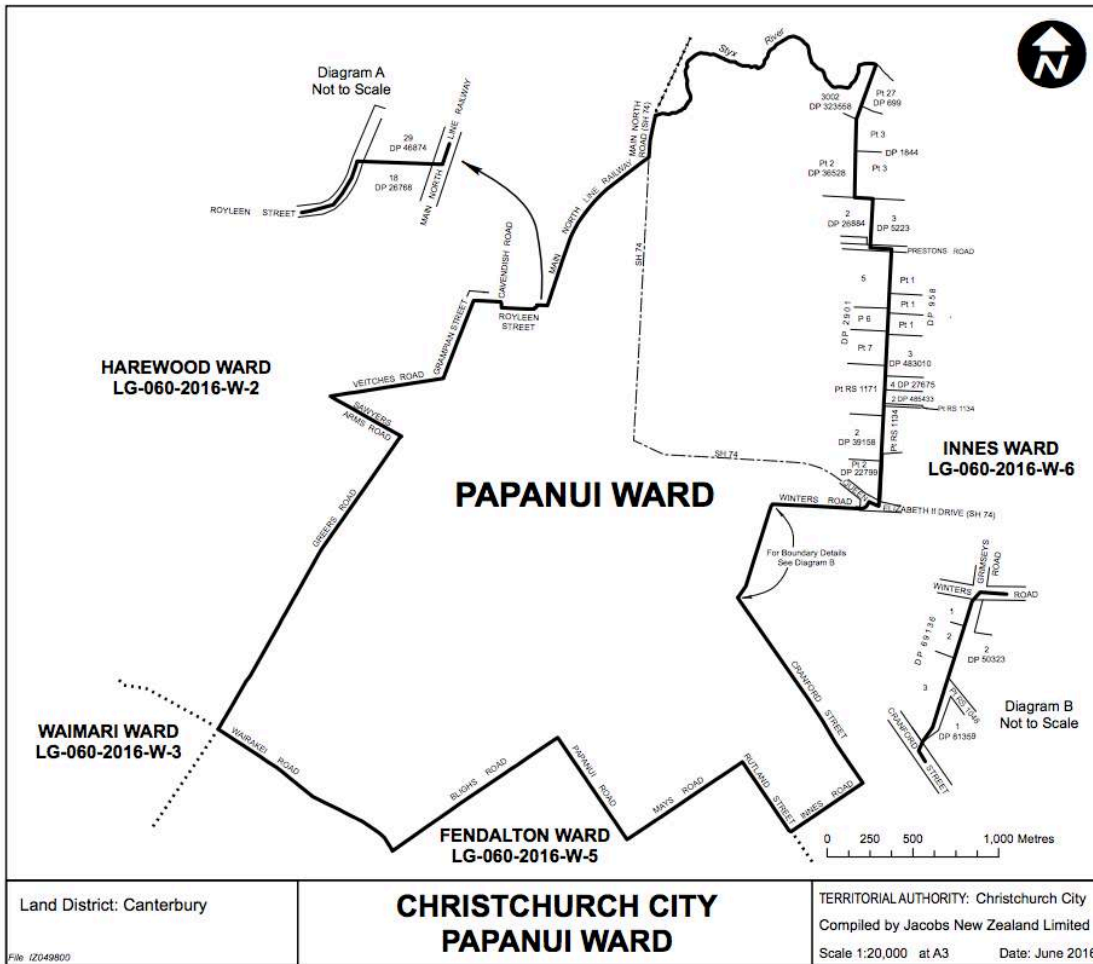 Diagram A
Not to Scale
29
DP 46874
18
DP 26768
ROYLEEN STREET
MAIN NORTH
LINE RAILWAY
Styx River
N
3002
DP 323558
Pt 27
DP 699
Pt 3
DP 1844
Pt 3
Pt 2
DP 36528
2
DP 26884
3
DP 5223
PRESTONS ROAD
MAIN NORTH
ROAD (SH 74)
MAIN NORTH LINE RAILWAY
SH 74
CAVENDISH ROAD
ROYLEEN
STREET
GRAMPIAN STREET
VEITCHES ROAD
SAWYERS
ARMS ROAD
GREERS ROAD
HAREWOOD WARD
LG-060-2016-W-2
5
Pt 1
Pt 1
P 6
Pt 1
DP 2901
DP 958
Pt 7
3
DP 483010
Pt RS 1171
4 DP 27675
2 DP 485433
Pt RS 1134
Pt RS 1134
2
DP 39158
Pt 2
DP 22799
INNES WARD
LG-060-2016-W-6
SH 74
PAPANUI WARD
WINTERS ROAD
QUEEN
ELIZABETH II DRIVE (SH 74)
For Boundary Details
See Diagram B
GRIMSEYS
ROAD
WINTERS ROAD
1
2
DP 69136
2
DP 50323
3
Pt RS 1048
1
DP 81359
CRANFORD
STREET
Diagram B
Not to Scale
CRANFORD STREET
WAIMARI WARD
LG-060-2016-W-3
WAIRAKEI ROAD
BLIGHS ROAD
PAPANUI ROAD
MAYS ROAD
RUTLAND STREET
INNES ROAD
FENDALTON WARD
LG-060-2016-W-5
0 250 500 1,000 Metres
Land District: Canterbury
File IZ049800
CHRISTCHURCH CITY
PAPANUI WARD
TERRITORIAL AUTHORITY: Christchurch City
Compiled by Jacobs New Zealand Limited
Scale 1:20,000 at A3 Date: June 2016